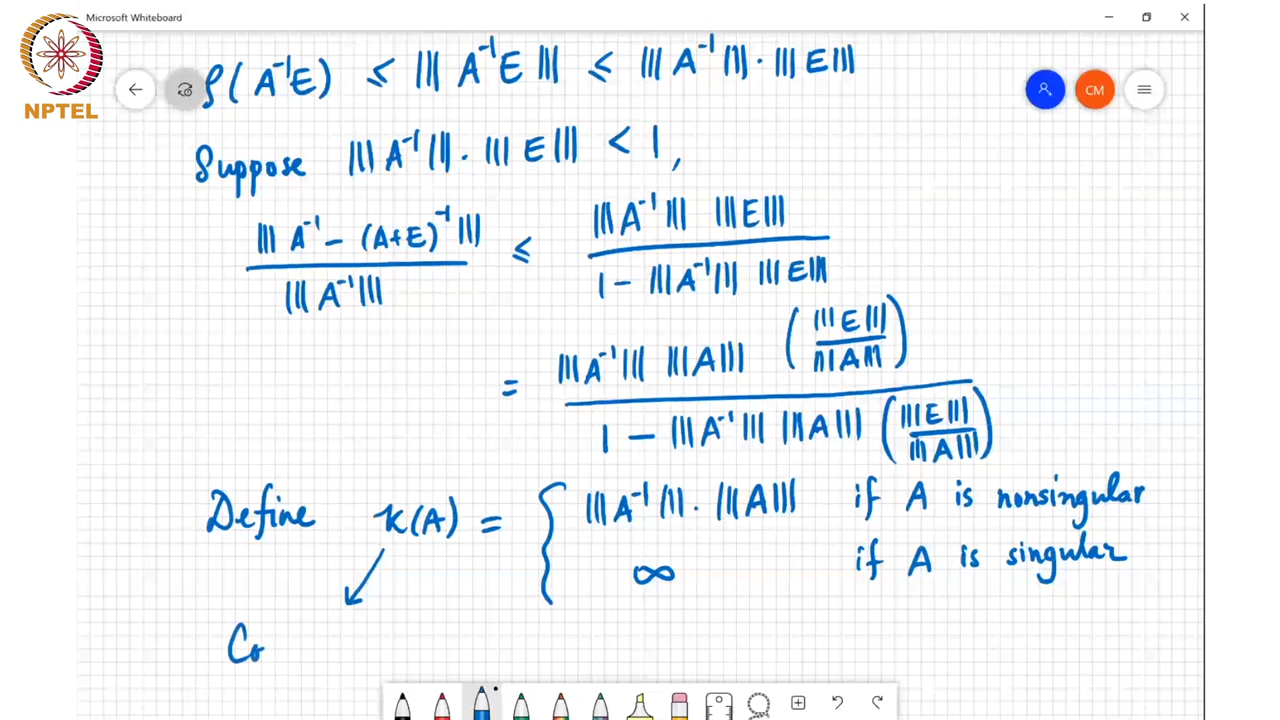 Microsoft Whiteboard
NPTEL
CM
ρ(A⁻¹E) ≤ ||| A⁻¹E ||| ≤ ||| A⁻¹ ||| · ||| E |||
Suppose ||| A⁻¹ ||| · ||| E ||| < 1,
||| A⁻¹ − (A+E)⁻¹ ||| / ||| A⁻¹ ||| ≤ ||| A⁻¹ ||| ||| E ||| / 1 − ||| A⁻¹ ||| ||| E |||
= ||| A⁻¹ ||| ||| A ||| ( ||| E ||| / ||| A ||| ) / 1 − ||| A⁻¹ ||| ||| A ||| ( ||| E ||| / ||| A ||| )
Define κ(A) = { ||| A⁻¹ ||| · ||| A ||| if A is nonsingular
∞ if A is singular
Co